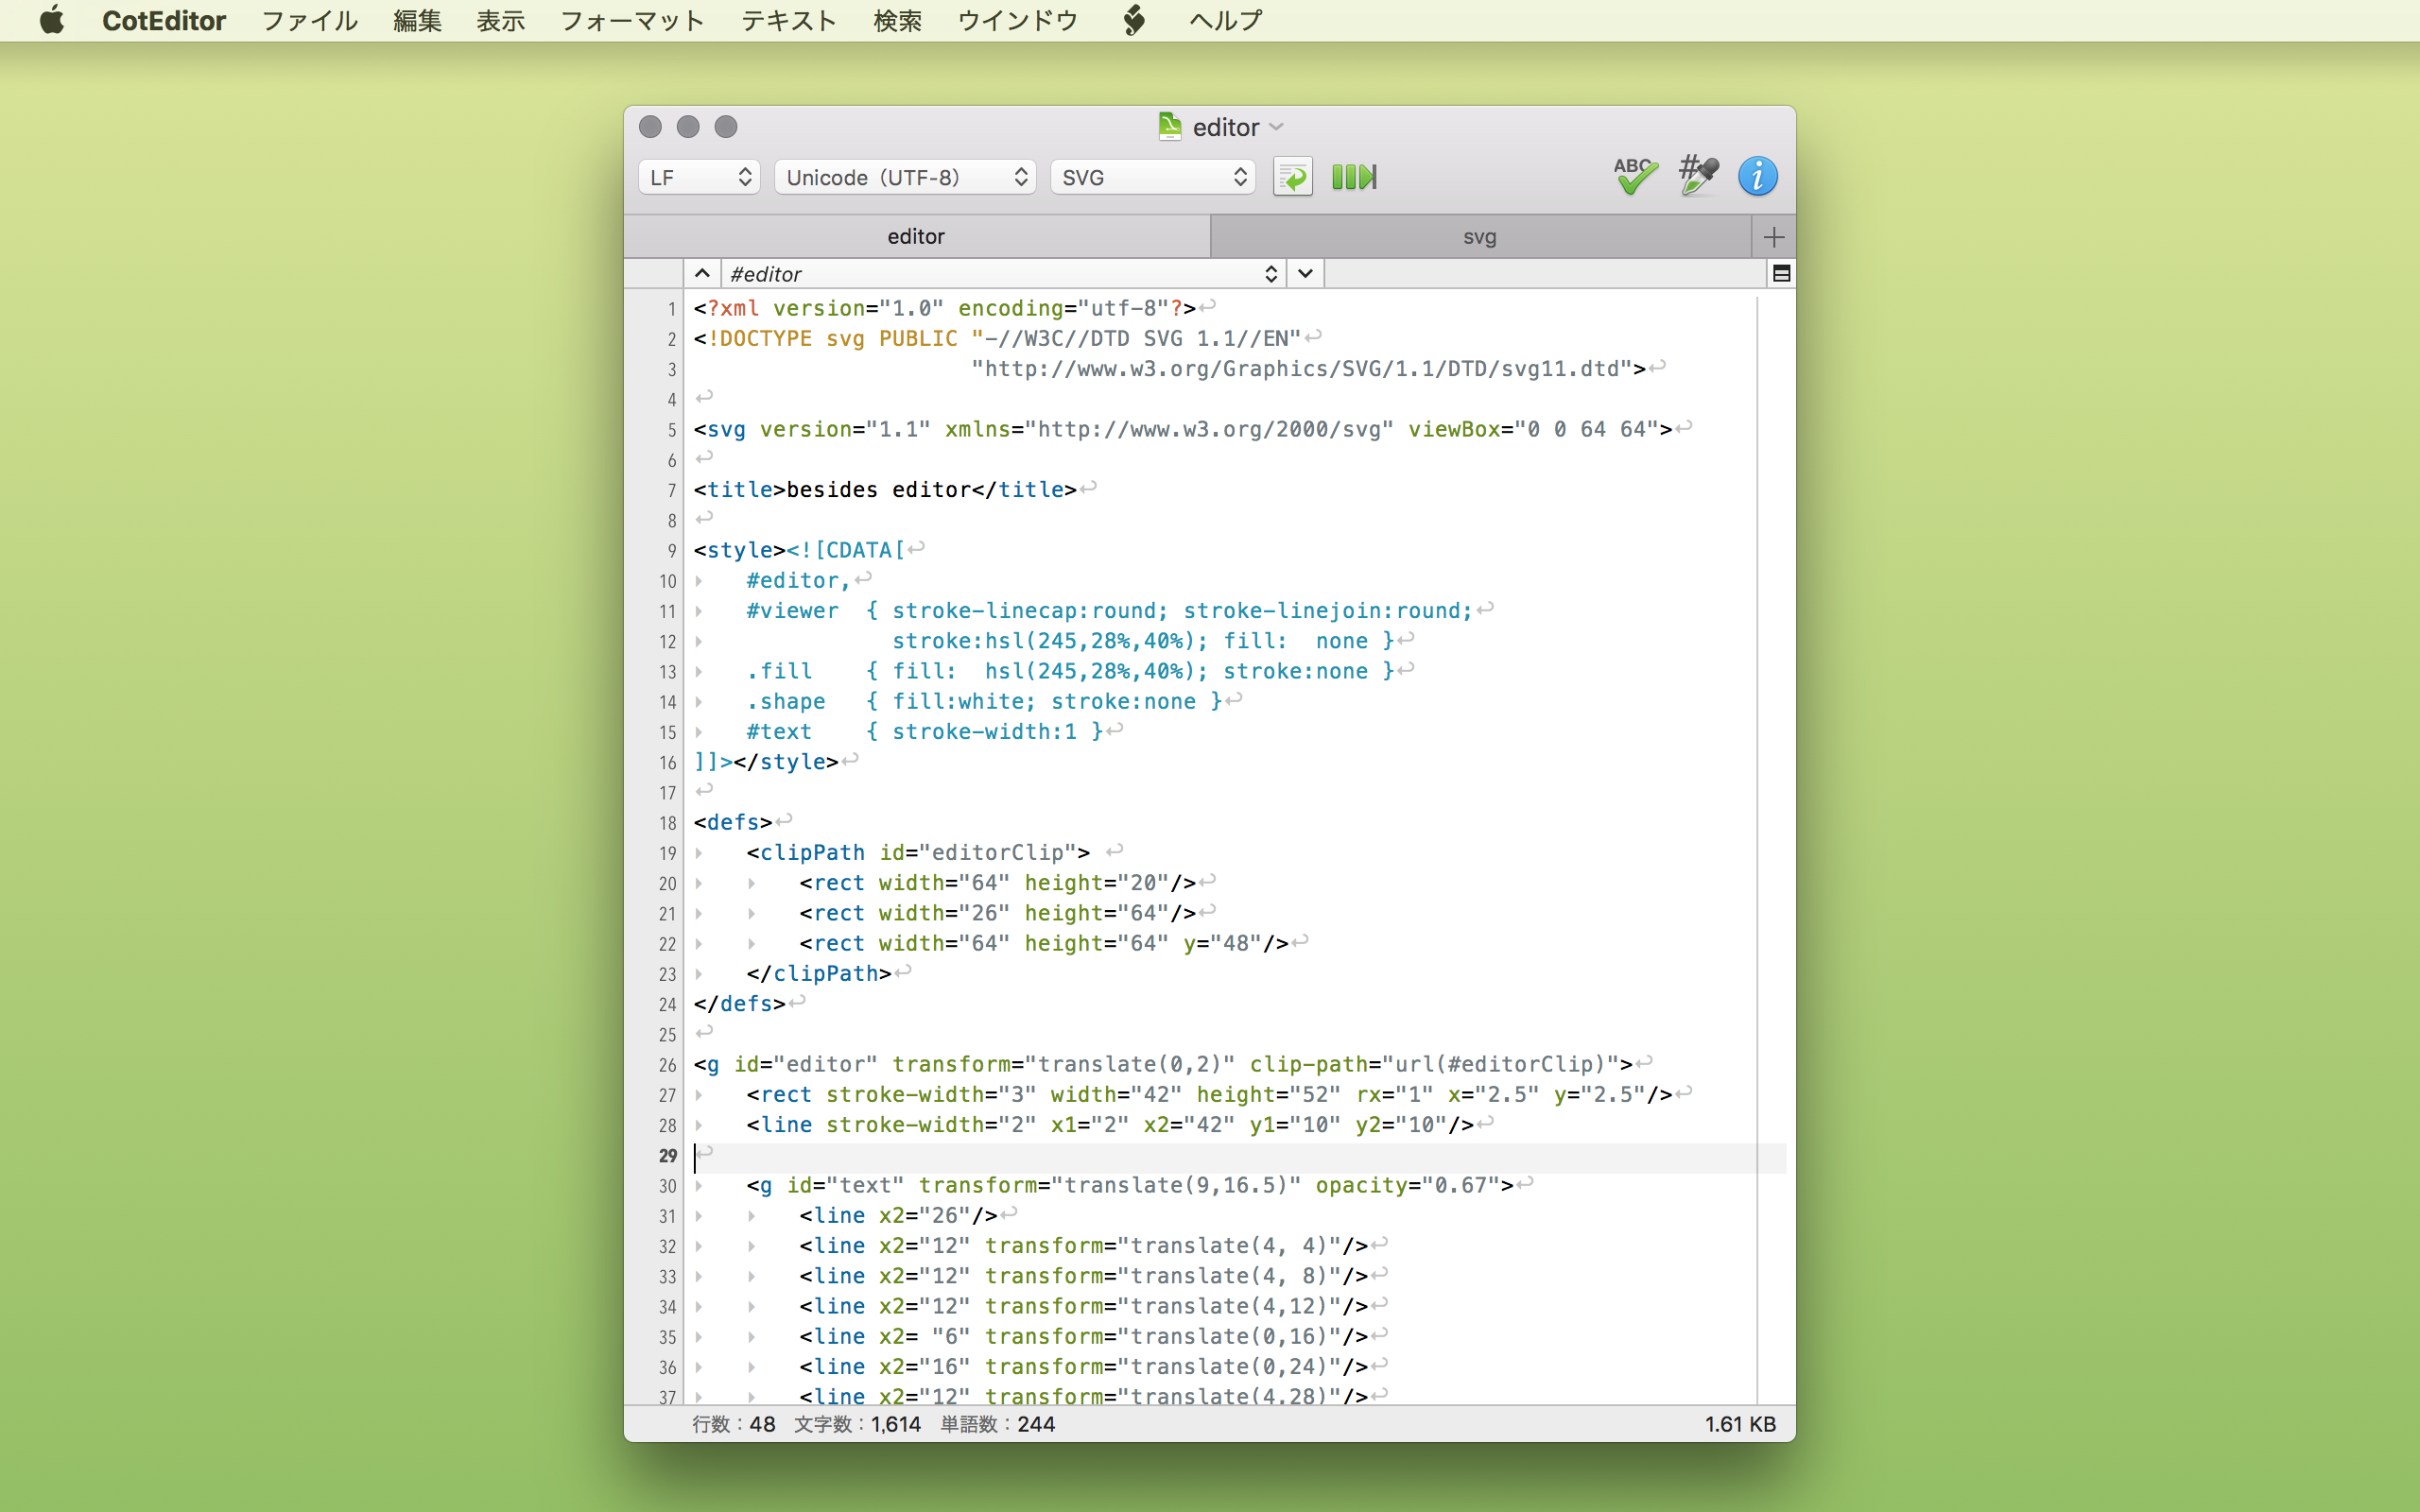 CotEditor ファイル 編集 表示 フォーマット テキスト 検索 ウインドウ ヘルプ
editor
LF Unicode（UTF-8） SVG ABC #
editor svg
#editor
1 <?xml version="1.0" encoding="utf-8"?>
2 <!DOCTYPE svg PUBLIC "-//W3C//DTD SVG 1.1//EN"
3 "http://www.w3.org/Graphics/SVG/1.1/DTD/svg11.dtd">
4
5 <svg version="1.1" xmlns="http://www.w3.org/2000/svg" viewBox="0 0 64 64">
6
7 <title>besides editor</title>
8
9 <style><![CDATA[
10 #editor,
11 #viewer { stroke-linecap:round; stroke-linejoin:round;
12 stroke:hsl(245,28%,40%); fill: none }
13 .fill { fill: hsl(245,28%,40%); stroke:none }
14 .shape { fill:white; stroke:none }
15 #text { stroke-width:1 }
16 ]]></style>
17
18 <defs>
19 <clipPath id="editorClip">
20 <rect width="64" height="20"/>
21 <rect width="26" height="64"/>
22 <rect width="64" height="64" y="48"/>
23 </clipPath>
24 </defs>
25
26 <g id="editor" transform="translate(0,2)" clip-path="url(#editorClip)">
27 <rect stroke-width="3" width="42" height="52" rx="1" x="2.5" y="2.5"/>
28 <line stroke-width="2" x1="2" x2="42" y1="10" y2="10"/>
29
30 <g id="text" transform="translate(9,16.5)" opacity="0.67">
31 <line x2="26"/>
32 <line x2="12" transform="translate(4, 4)"/>
33 <line x2="12" transform="translate(4, 8)"/>
34 <line x2="12" transform="translate(4,12)"/>
35 <line x2= "6" transform="translate(0,16)"/>
36 <line x2="16" transform="translate(0,24)"/>
37 <line x2="12" transform="translate(4,28)"/>
行数：48 文字数：1,614 単語数：244 1.61 KB